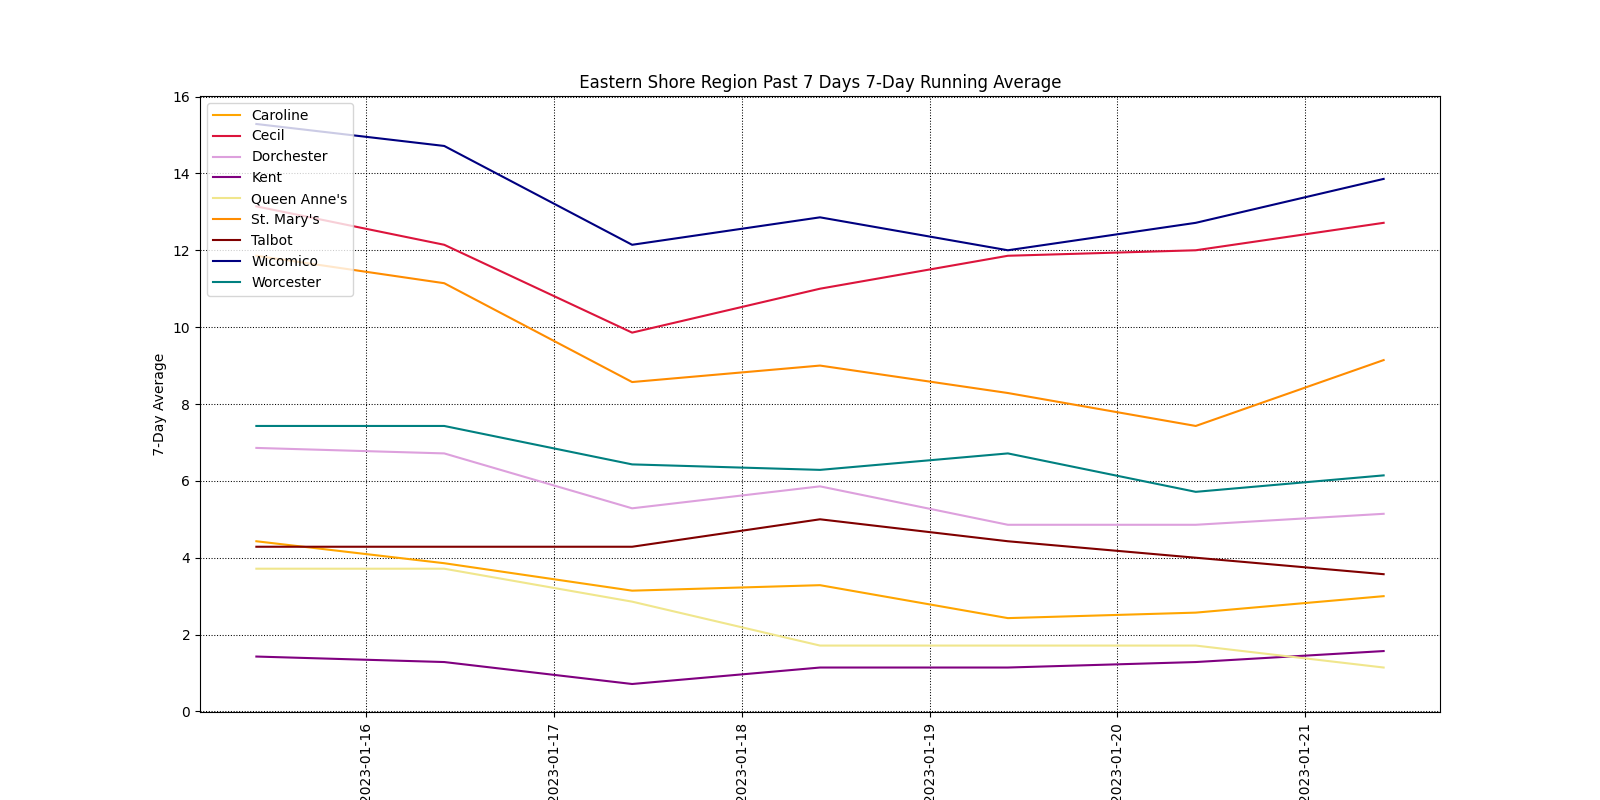 Eastern Shore Region Past 7 Days 7-Day Running Average
7-Day Average
16
14
12
10
8
6
4
2
0
Caroline
Cecil
Dorchester
Kent
Queen Anne's
St. Mary's
Talbot
Wicomico
Worcester
2023-01-16
2023-01-17
2023-01-18
2023-01-19
2023-01-20
2023-01-21